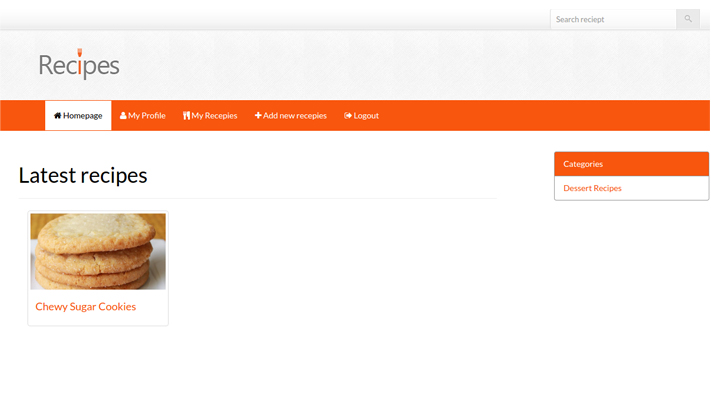 Search reciept
Recipes
Homepage My Profile My Recepies Add new recepies Logout
Categories
Dessert Recipes
Latest recipes
Chewy Sugar Cookies